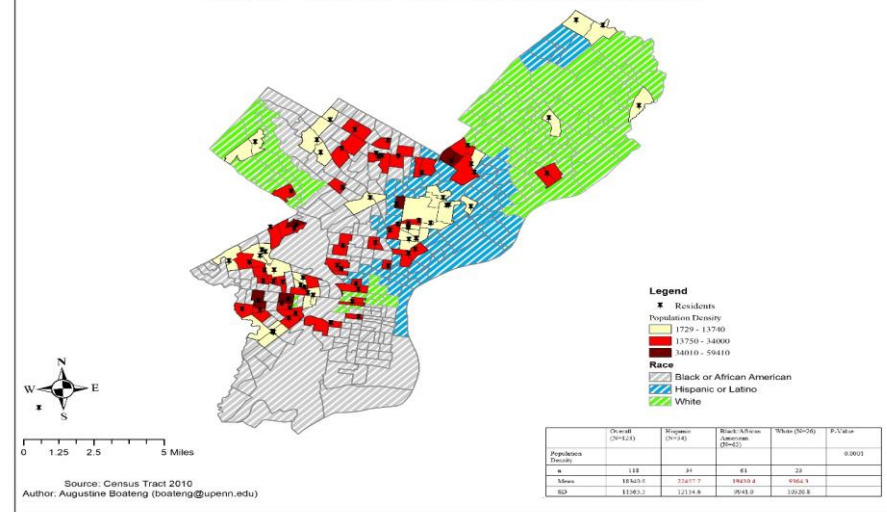 Legend
Residents
Population Density
1729 - 13740
13750 - 34000
34010 - 59410
Race
Black or African American
Hispanic or Latino
White
N
W E
S
0 1.25 2.5 5 Miles
Source: Census Tract 2010
Author: Augustine Boateng (boateng@upenn.edu)
Overall Hispanic Black/African White (N=26) P-Value
(N=34) American
Population 0.0001
Density
n 118 34 61 23
Mean
SD